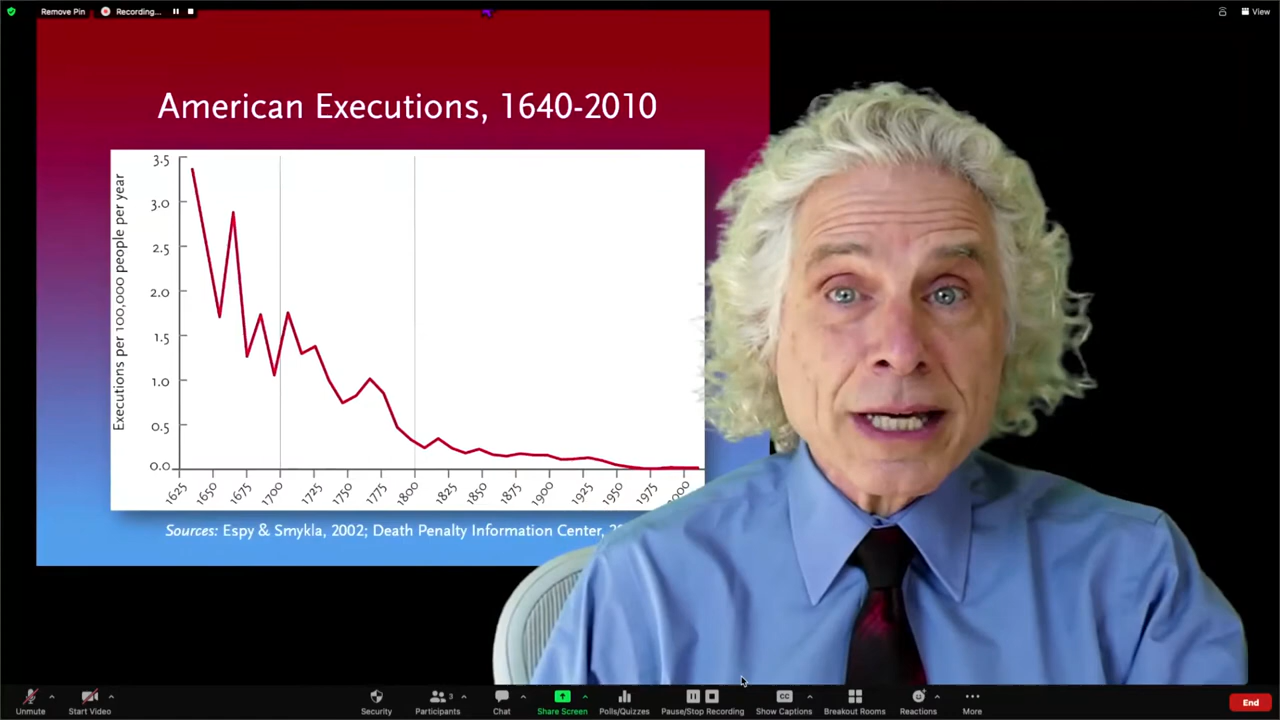 Remove Pin
Recording...
View
American Executions, 1640-2010
Executions per 100,000 people per year
3.5
3.0
2.5
2.0
1.5
1.0
0.5
0.0
1625
1650
1675
1700
1725
1750
1775
1800
1825
1850
1875
1900
1925
1950
1975
2000
Sources: Espy & Smykla, 2002; Death Penalty Information Center,
Unmute
Start Video
Security
3
Participants
Chat
Share Screen
Polls/Quizzes
Pause/Stop Recording
CC
Show Captions
Breakout Rooms
Reactions
More
End